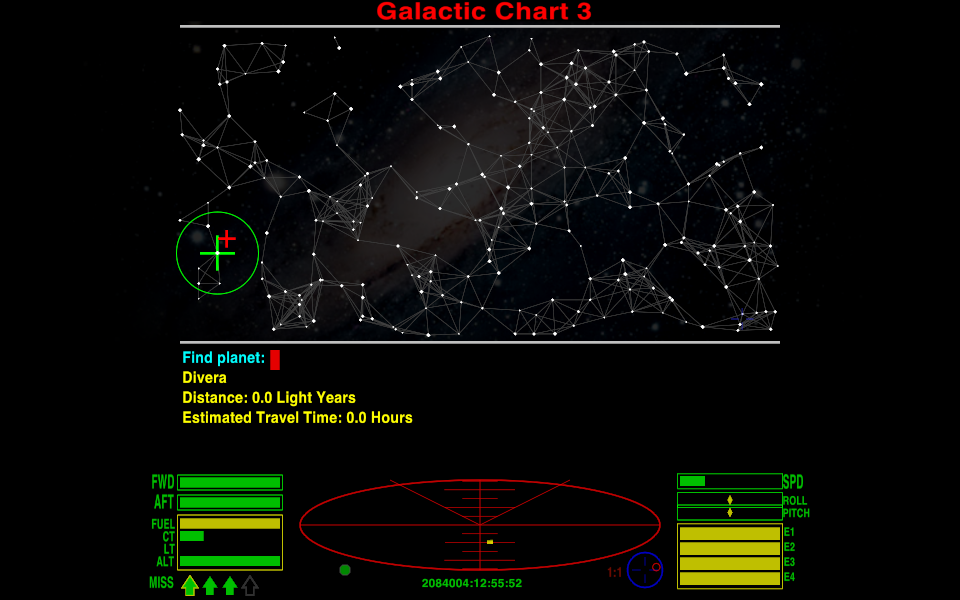 Galactic Chart 3
Find planet:
Divera
Distance: 0.0 Light Years
Estimated Travel Time: 0.0 Hours
FWD
AFT
FUEL
CT
LT
ALT
MISS
2084004:12:55:52
1:1
SPD
ROLL
PITCH
E1
E2
E3
E4